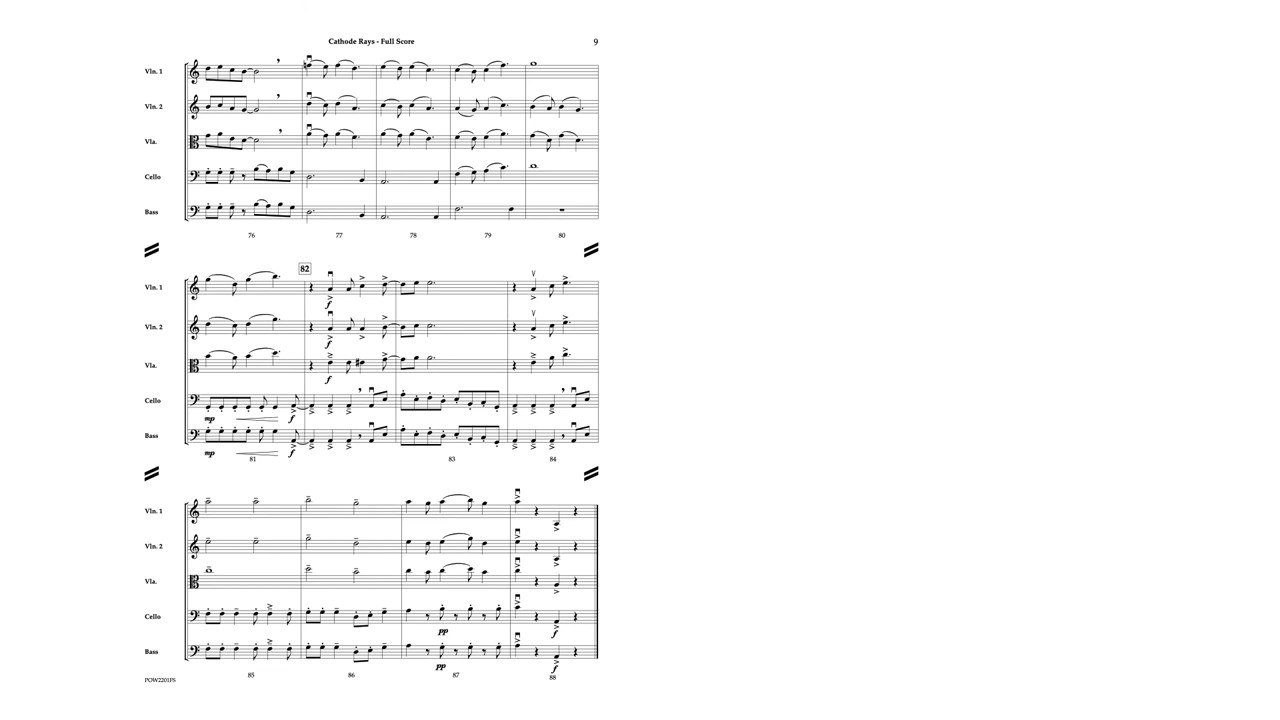 Cathode Rays - Full Score
9
Vln. 1
Vln. 2
Vla.
Cello
Bass
76 77 78 79 80
82
Vln. 1
f
Vln. 2
f
Vla.
f
Cello
mp f
Bass
mp f
81 83 84
Vln. 1
Vln. 2
Vla.
Cello
pp f
Bass
pp f
85 86 87 88
POW2201FS